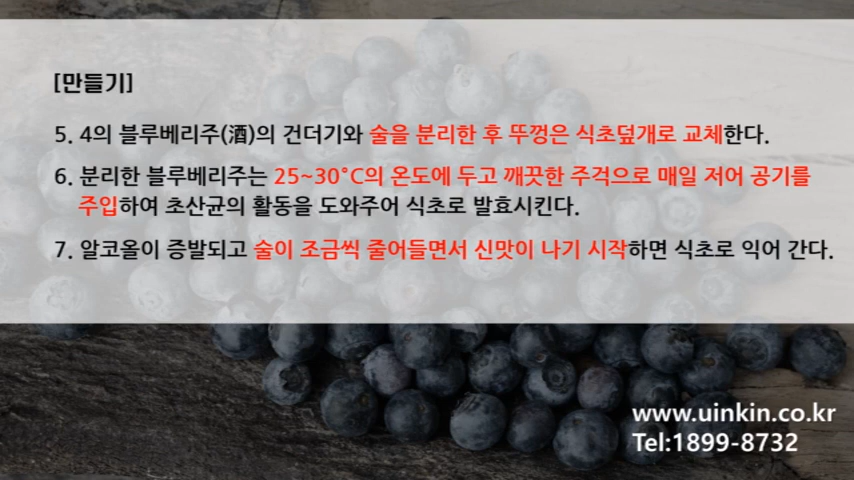 [만들기]
5. 4의 블루베리주(酒)의 건더기와 술을 분리한 후 뚜껑은 식초덮개로 교체한다.
6. 분리한 블루베리주는 25~30°C의 온도에 두고 깨끗한 주걱으로 매일 저어 공기를
주입하여 초산균의 활동을 도와주어 식초로 발효시킨다.
7. 알코올이 증발되고 술이 조금씩 줄어들면서 신맛이 나기 시작하면 식초로 익어 간다.
www.uinkin.co.kr
Tel:1899-8732